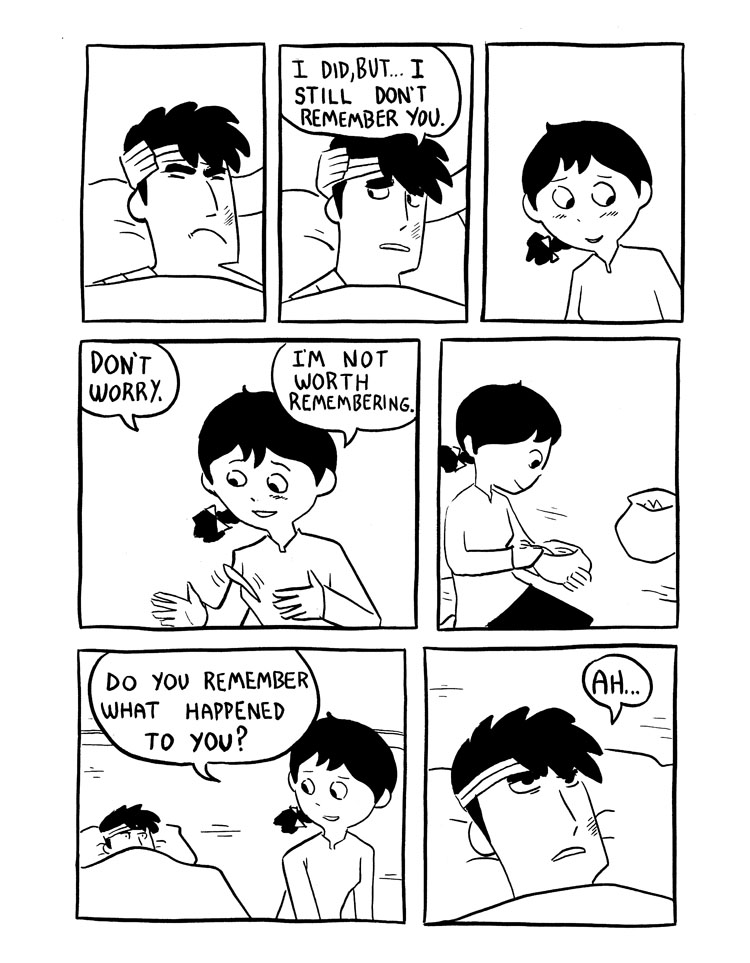 I DID, BUT... I
STILL DON'T
REMEMBER YOU.
DON'T
WORRY.
I'M NOT
WORTH
REMEMBERING.
DO YOU REMEMBER
WHAT HAPPENED
TO YOU?
AH...